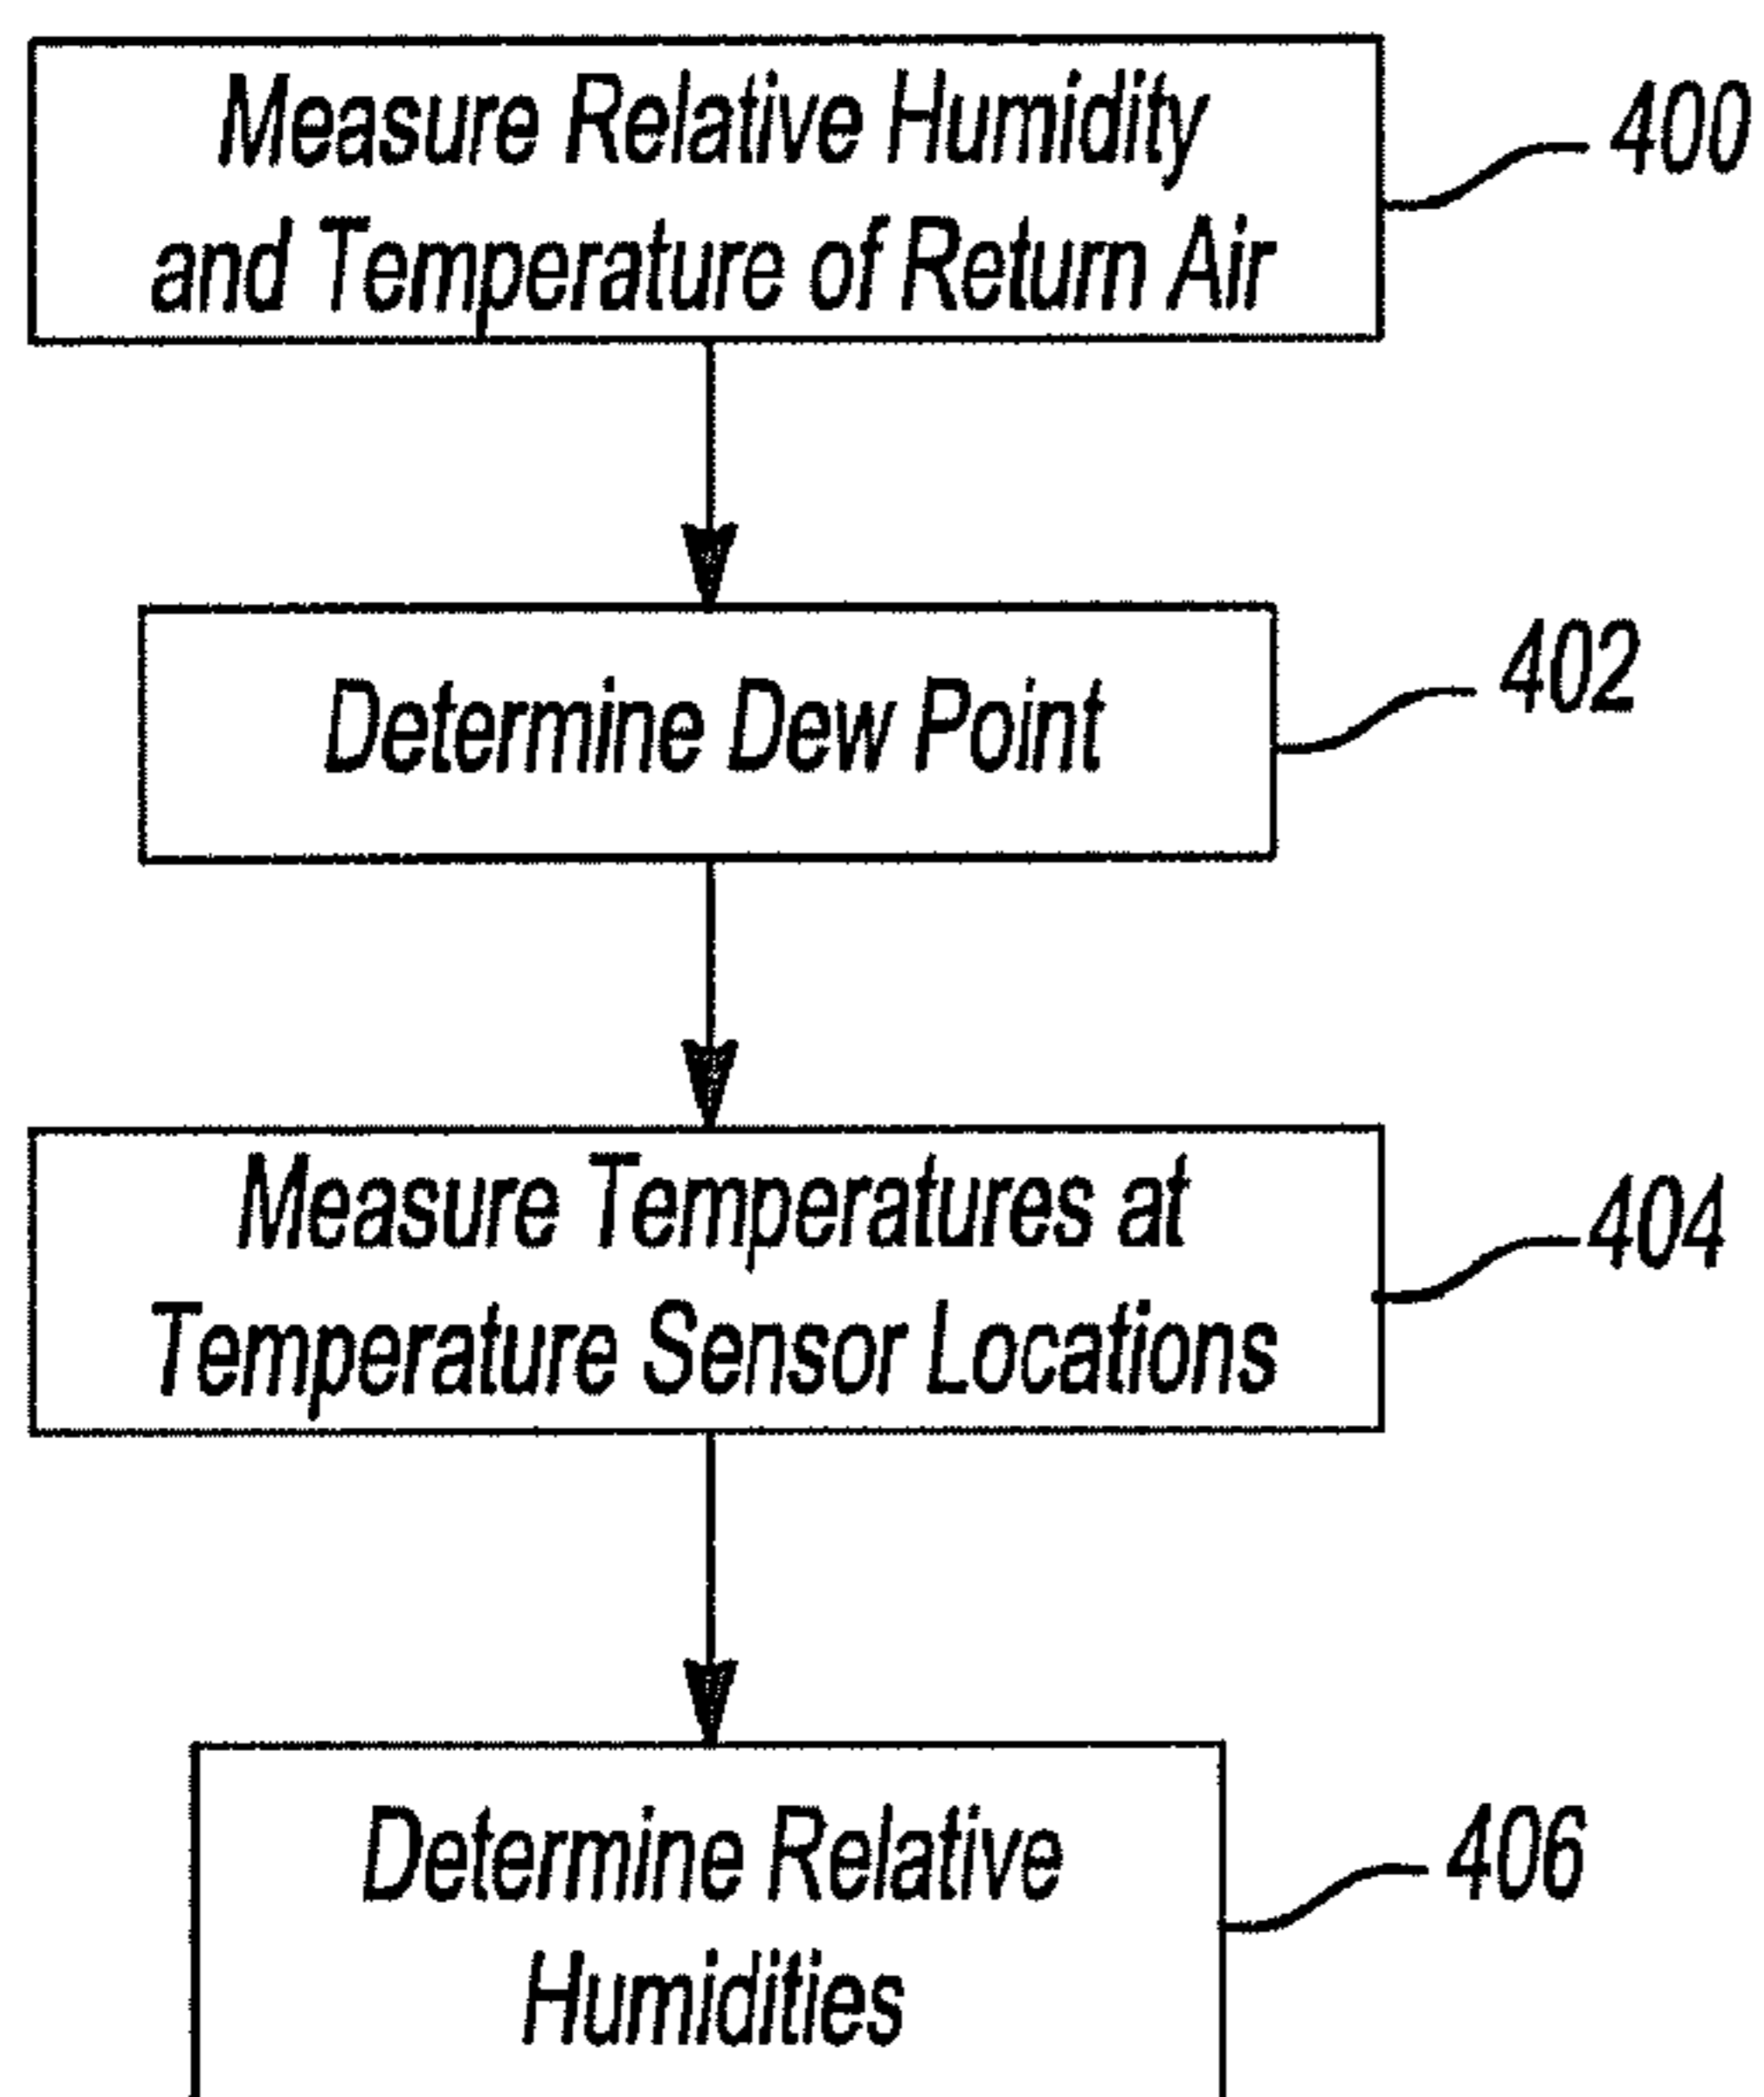 Measure Relative Humidity
and Temperature of Return Air
400
Determine Dew Point
402
Measure Temperatures at
Temperature Sensor Locations
404
Determine Relative
Humidities
406